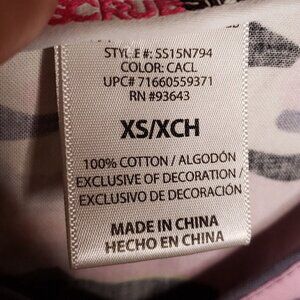 STYLE#: SS15N794
COLOR: CACL
UPC# 71660559371
RN #93643
XS/XCH
100% COTTON / ALGODÓN
EXCLUSIVE OF DECORATION /
EXCLUSIVO DE DECORACIÓN
MADE IN CHINA
HECHO EN CHINA